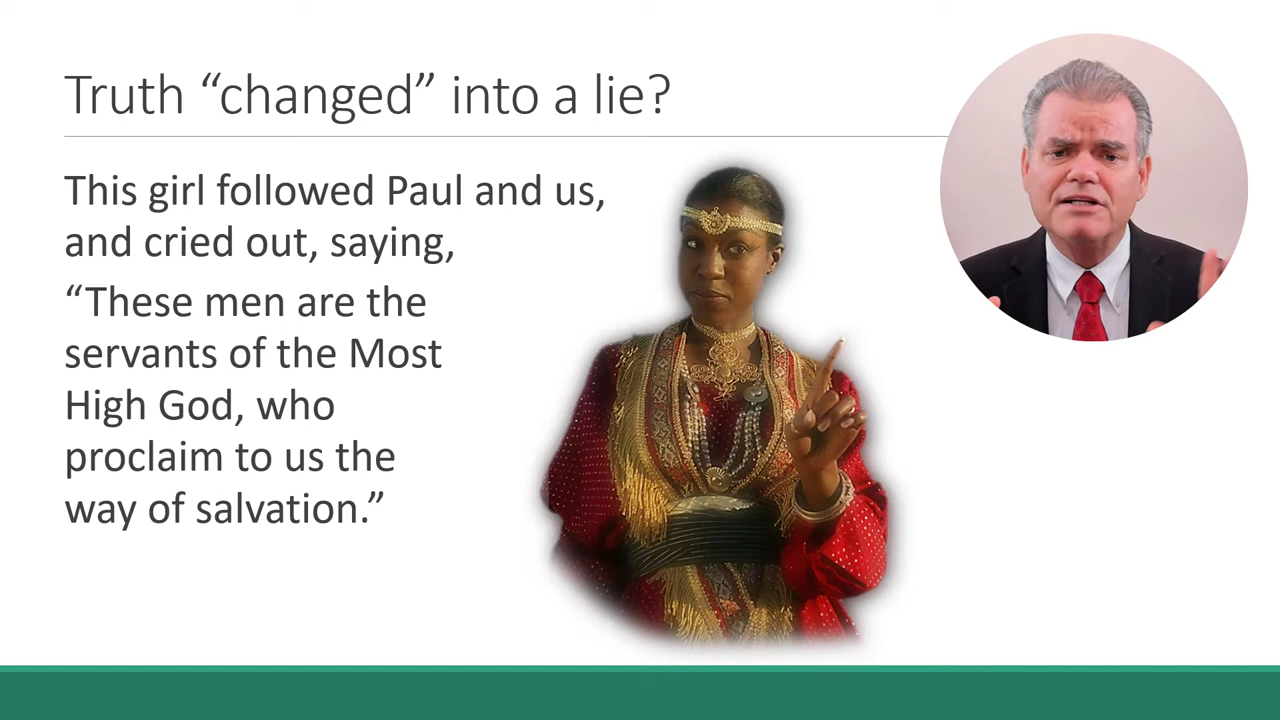 Truth “changed” into a lie?
This girl followed Paul and us,
and cried out, saying,
“These men are the
servants of the Most
High God, who
proclaim to us the
way of salvation.”